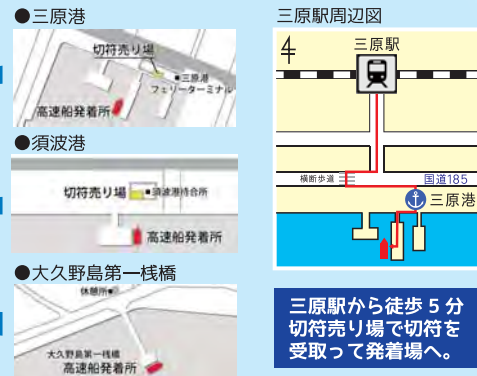 ●三原港
切符売り場
三原港
フェリーターミナル
高速船発着所
●須波港
切符売り場
須波港待合所
高速船発着所
●大久野島第一桟橋
休憩所
大久野島第一桟橋
高速船発着所
三原駅周辺図
4
三原駅
横断歩道
国道185
三原港
三原駅から徒歩5分
切符売り場で切符を
受取って発着場へ。